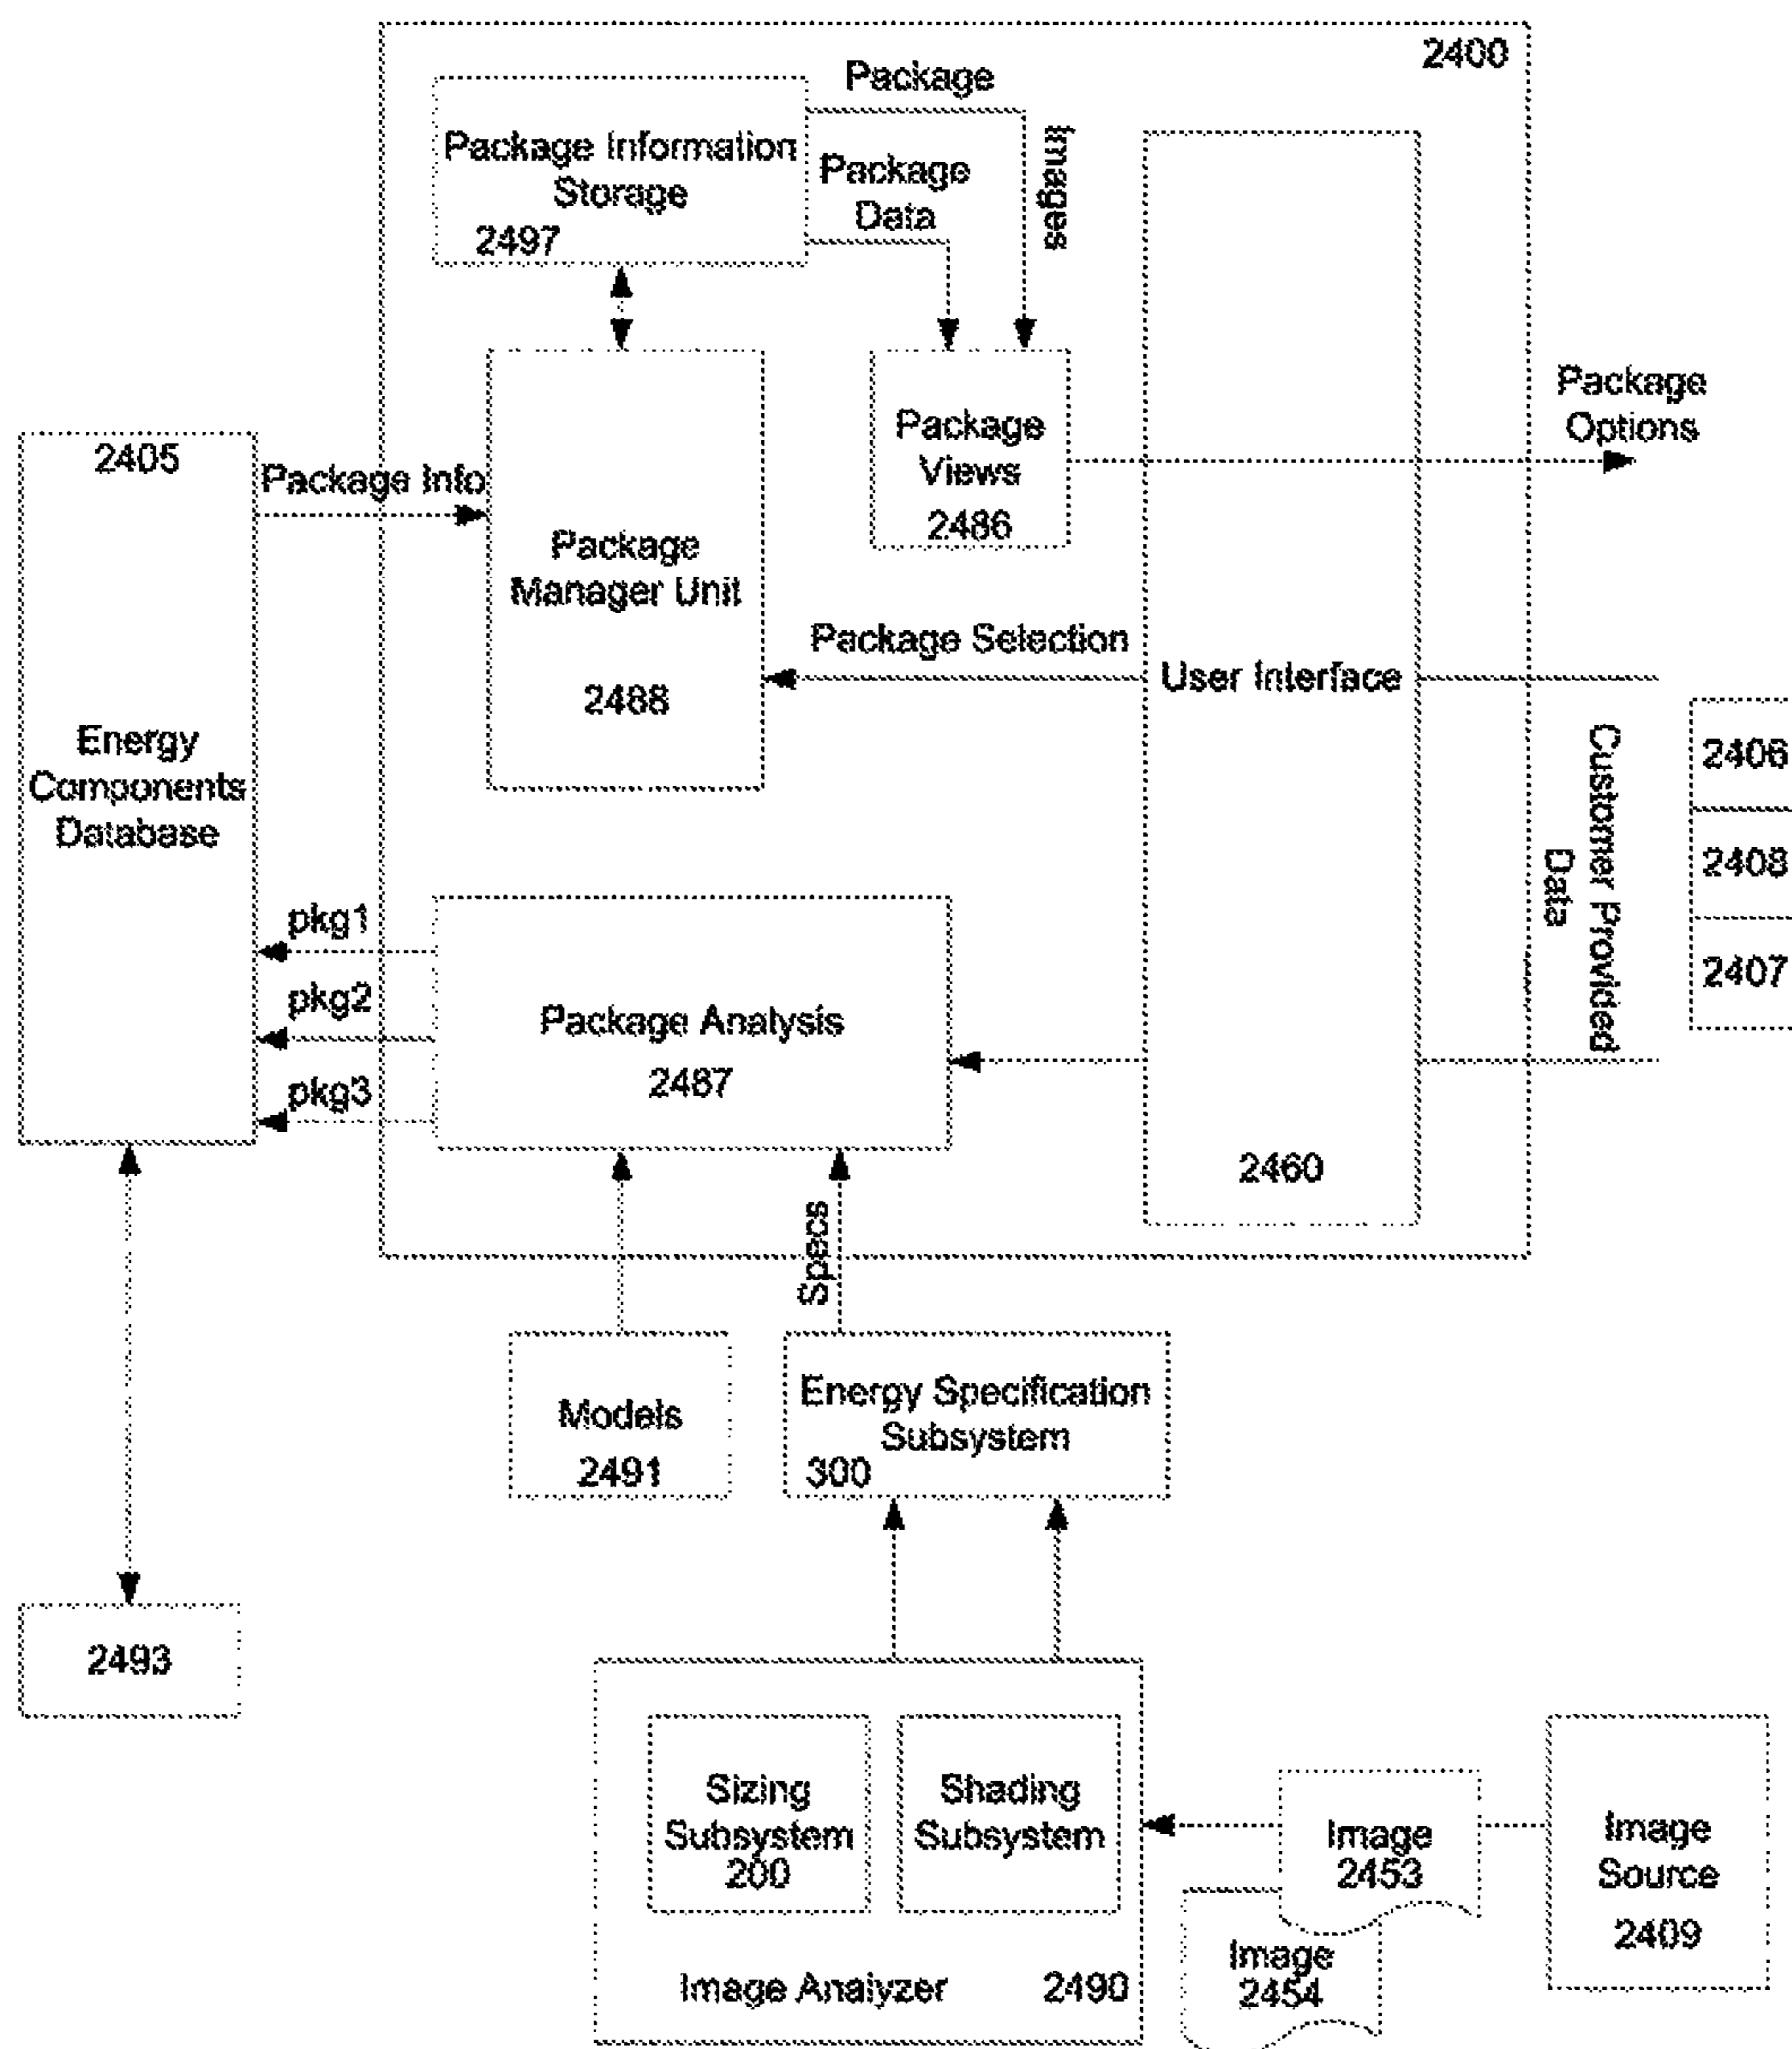 2400
Package
Images
Package Information
Storage
2497
Package
Data
Package
Options
Package
Views
2486
2405
Package Info
Package
Manager Unit
2488
Package Selection
User Interface
Energy
Components
Database
Customer Provided
Data
2406
2408
2407
pkg1
pkg2
pkg3
Package Analysis
2487
2460
Specs
Models
2491
Energy Specification
Subsystem
300
2493
Sizing
Subsystem
200
Shading
Subsystem
Image
2453
Image
Source
2409
Image
2454
Image Analyzer
2490